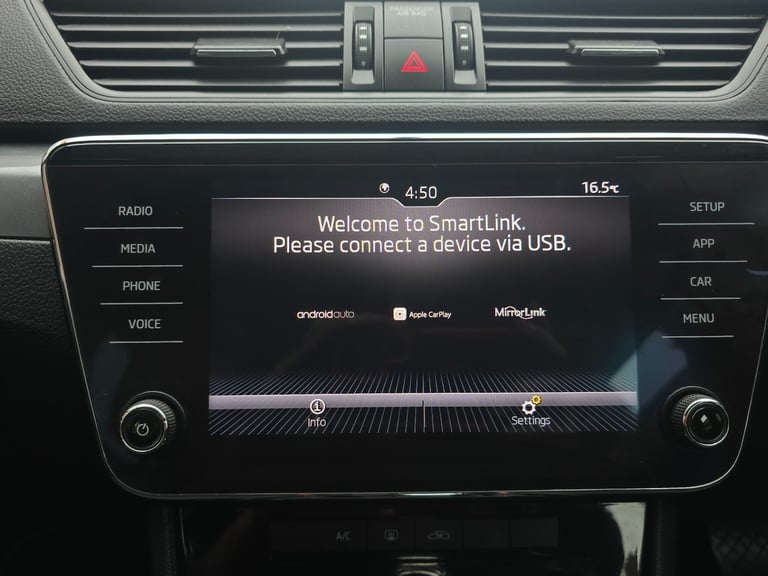 PASSENGER
AIR BAG
4:50
16.5°C
Welcome to SmartLink.
Please connect a device via USB.
androidauto
Apple CarPlay
MirrorLink
Info
Settings
RADIO
MEDIA
PHONE
VOICE
SETUP
APP
CAR
MENU
A/C